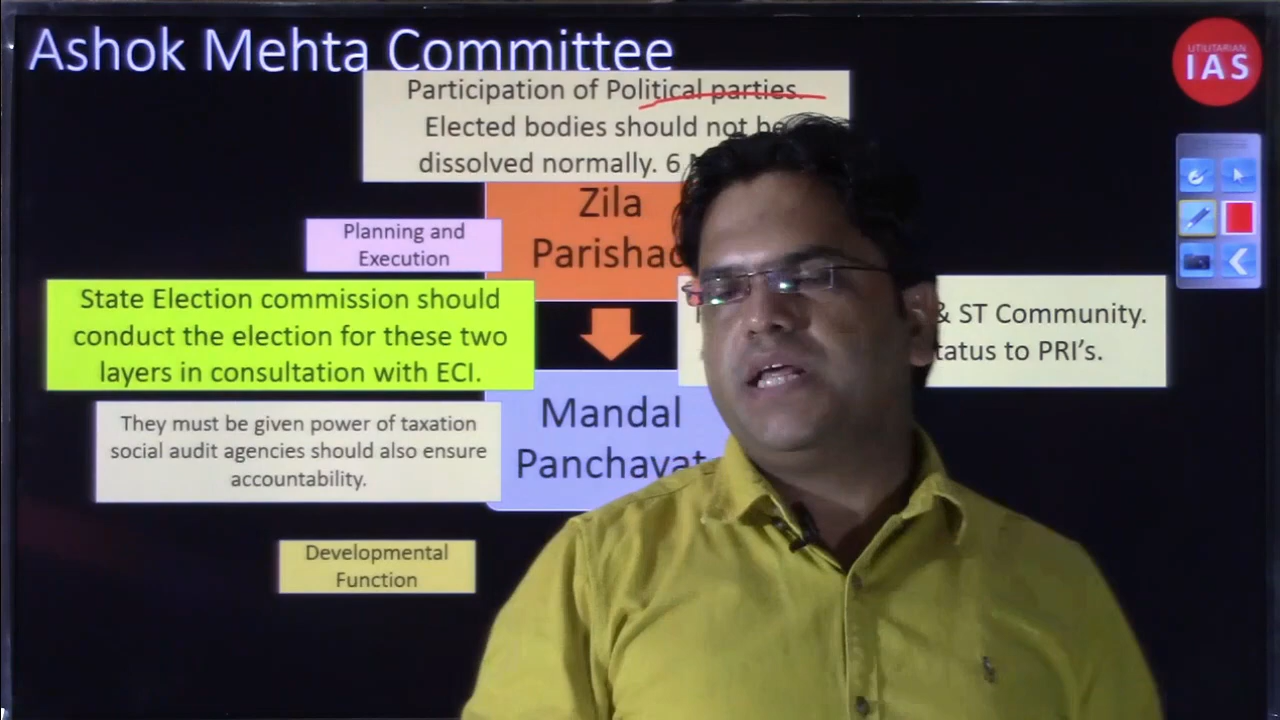 Ashok Mehta Committee
UTILITARIAN
IAS
Participation of Political parties.
Elected bodies should not be
dissolved normally. 6
Zila
Parishad
Planning and
Execution
State Election commission should
conduct the election for these two
layers in consultation with ECI.
& ST Community.
tatus to PRI's.
They must be given power of taxation
social audit agencies should also ensure
accountability.
Mandal
Panchayat
Developmental
Function